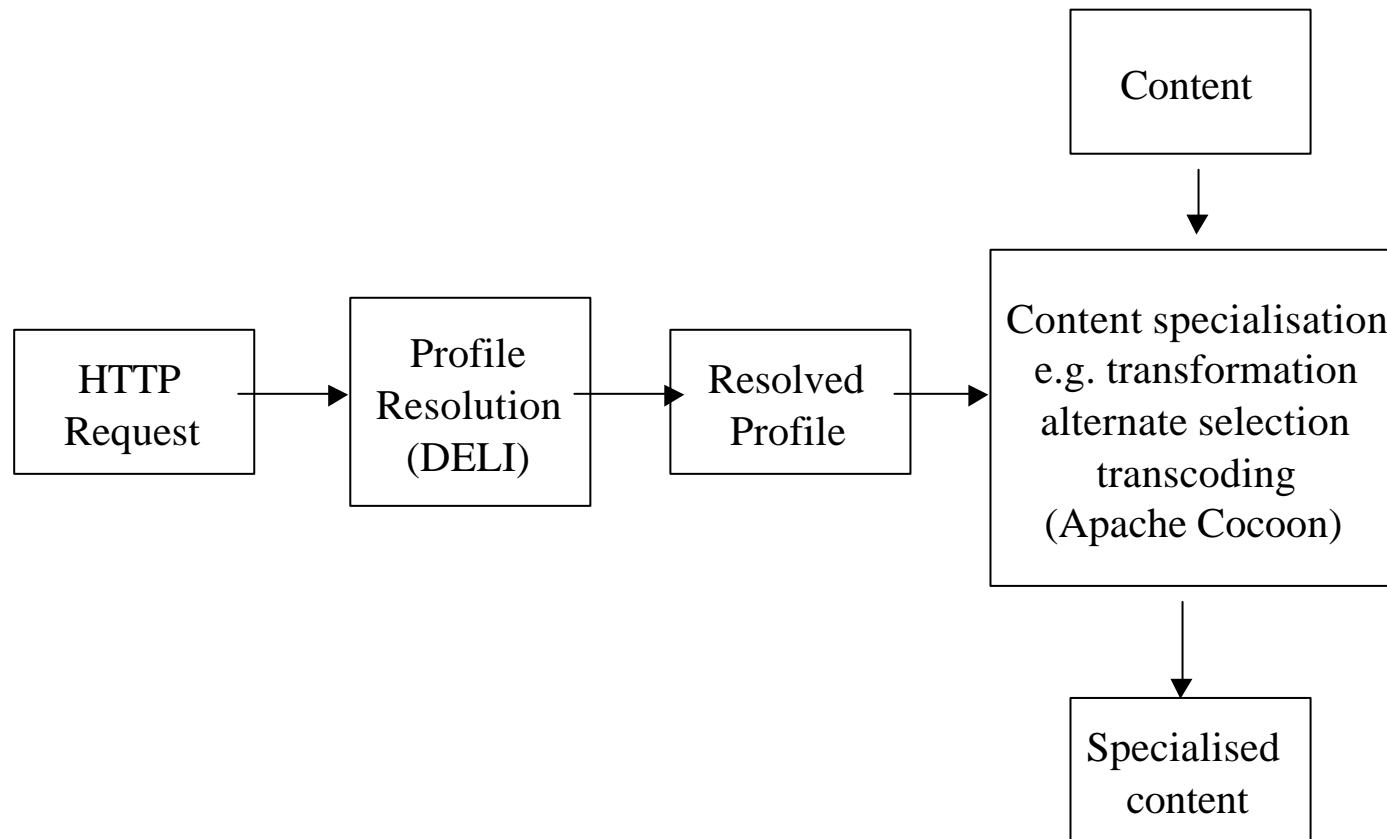 Content
HTTP
Request
Profile
Resolution
(DELI)
Resolved
Profile
Content specialisation
e.g. transformation
alternate selection
transcoding
(Apache Cocoon)
Specialised
content